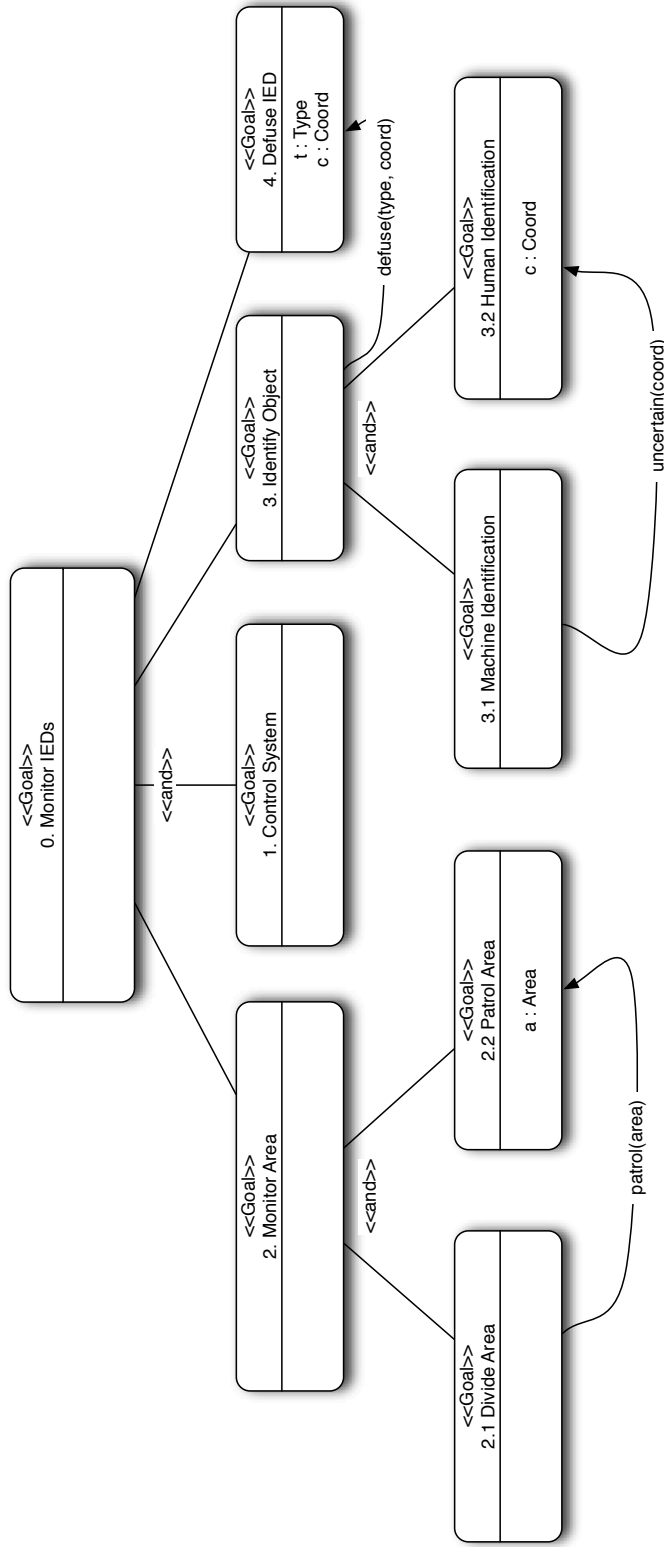 <<Goal>>
0. Monitor IEDs
<<and>>
<<Goal>>
2. Monitor Area
<<Goal>>
1. Control System
<<Goal>>
3. Identify Object
<<Goal>>
4. Defuse IED
t : Type
c : Coord
<<and>>
<<and>>
defuse(type, coord)
<<Goal>>
2.1 Divide Area
<<Goal>>
2.2 Patrol Area
a : Area
<<Goal>>
3.1 Machine Identification
<<Goal>>
3.2 Human Identification
c : Coord
patrol(area)
uncertain(coord)